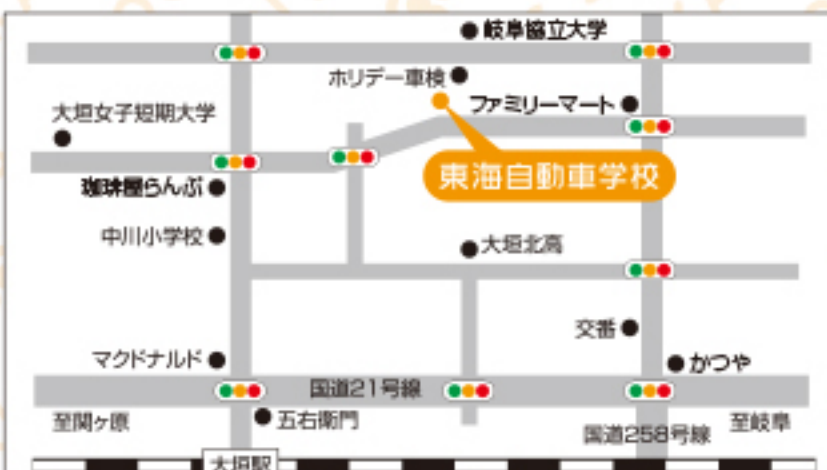 岐阜協立大学
ホリデー車検
ファミリーマート
大垣女子短期大学
東海自動車学校
珈琲屋らんぷ
中川小学校
大垣北高
交番
マクドナルド
かつや
国道21号線
至関ヶ原
五右衛門
国道258号線
至岐阜
大垣駅